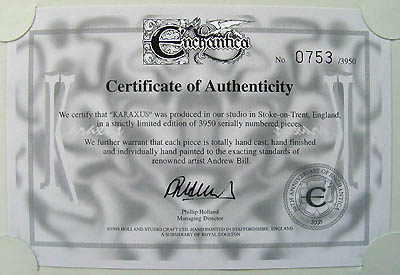 Enchantica
No. 0753 /3950
Certificate of Authenticity
We certify that "KARAXUS" was produced in our studio in Stoke-on-Trent, England,
in a strictly limited edition of 3950 serially numbered pieces.
We further warrant that each piece is totally hand cast, hand finished
and individually hand painted to the exacting standards of
renowned artist Andrew Bill.
Phillip Holland
Managing Director
©1998 HOLLAND STUDIO CRAFT LTD. HAND PAINTED IN STAFFORDSHIRE, ENGLAND.
A SUBSIDIARY OF ROYAL DOULTON